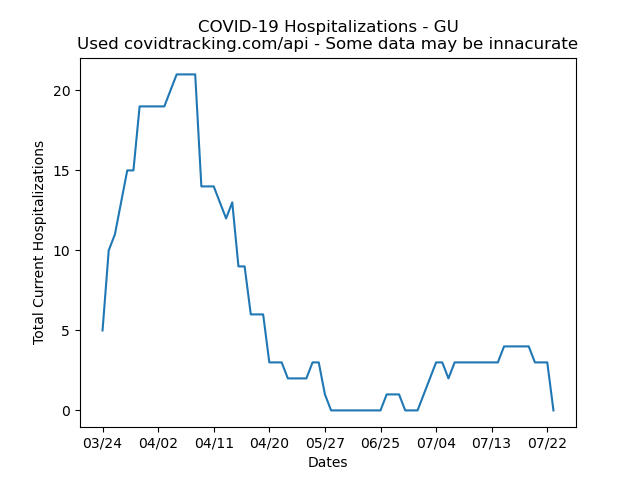 COVID-19 Hospitalizations - GU
Used covidtracking.com/api - Some data may be innacurate
Total Current Hospitalizations
20
15
10
5
0
03/24 04/02 04/11 04/20 05/27 06/25 07/04 07/13 07/22
Dates